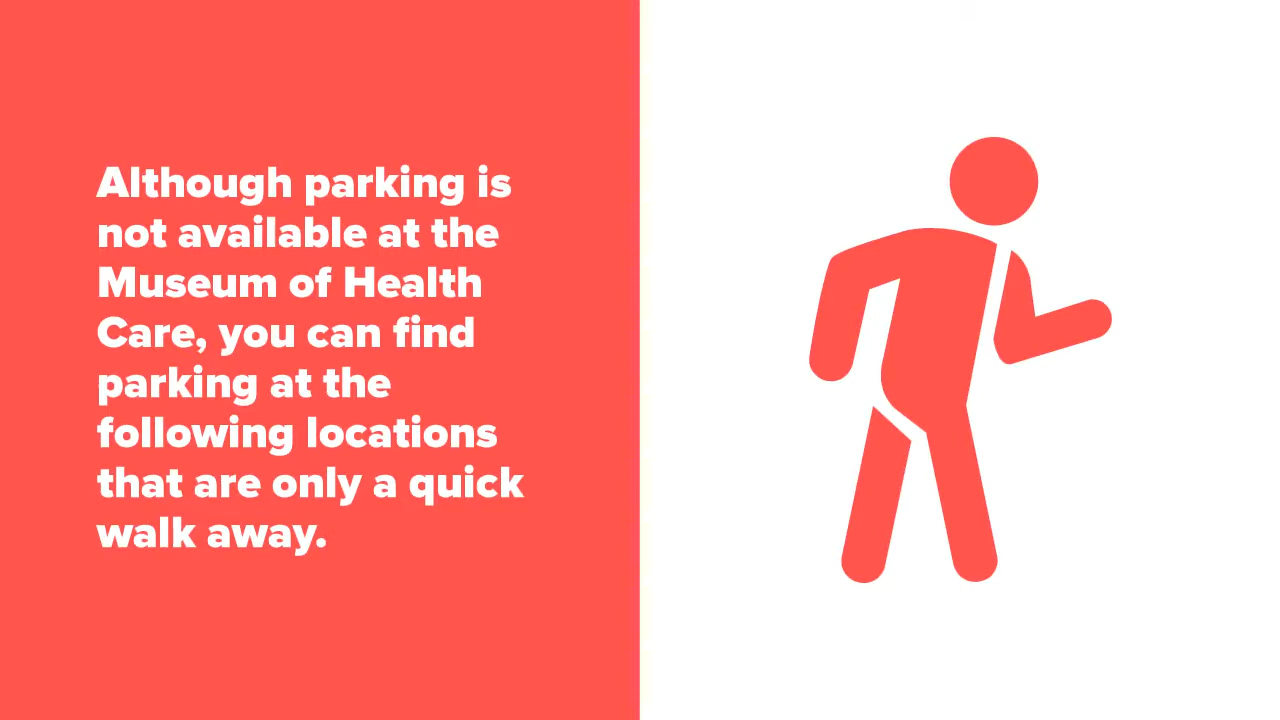 Although parking is
not available at the
Museum of Health
Care, you can find
parking at the
following locations
that are only a quick
walk away.